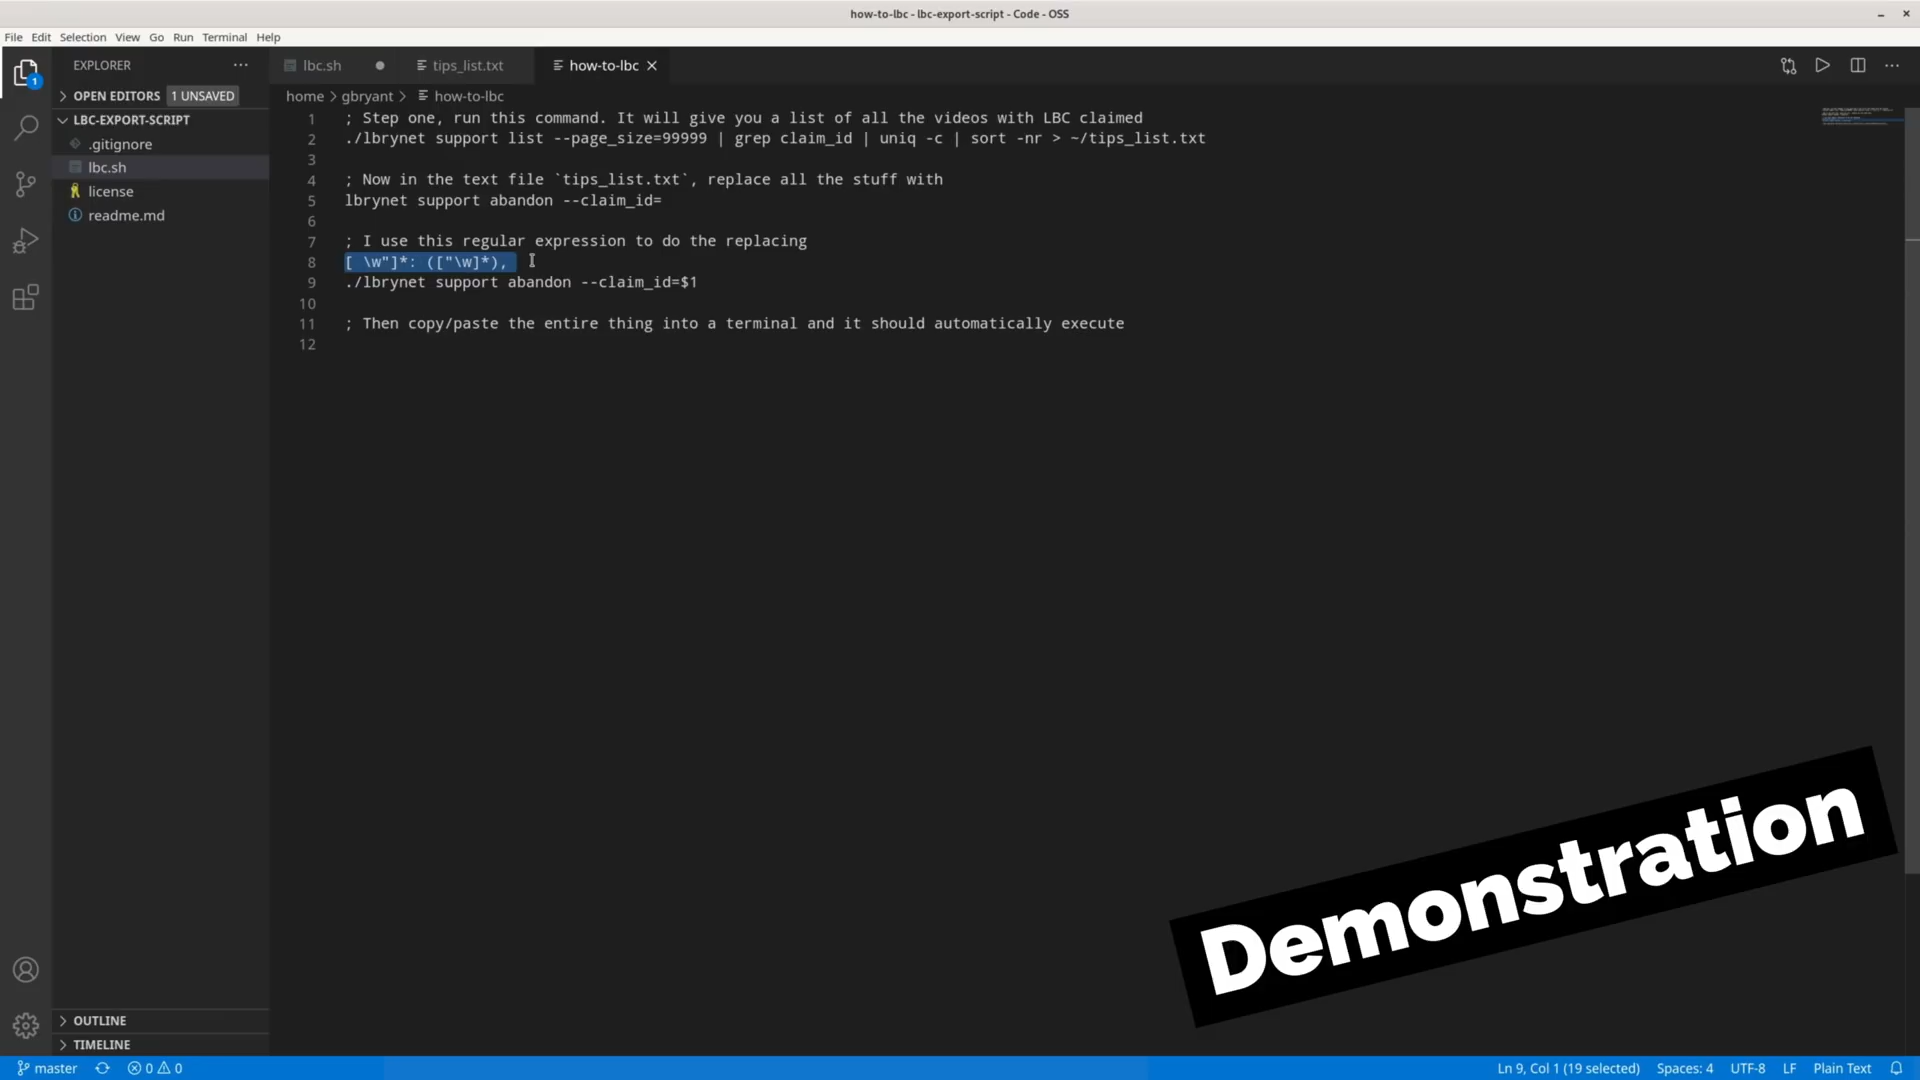 how-to-lbc - lbc-export-script - Code - OSS
File Edit Selection View Go Run Terminal Help
EXPLORER
lbc.sh
tips_list.txt
how-to-lbc
OPEN EDITORS 1 UNSAVED
LBC-EXPORT-SCRIPT
.gitignore
lbc.sh
license
readme.md
1
home > gbryant > how-to-lbc
1 ; Step one, run this command. It will give you a list of all the videos with LBC claimed
2 ./lbrynet support list --page_size=99999 | grep claim_id | uniq -c | sort -nr > ~/tips_list.txt
3
4 ; Now in the text file `tips_list.txt`, replace all the stuff with
5 lbrynet support abandon --claim_id=
6
7 ; I use this regular expression to do the replacing
8 [ \w"]*: (["\w]*),
9 ./lbrynet support abandon --claim_id=$1
10
11 ; Then copy/paste the entire thing into a terminal and it should automatically execute
12
Demonstration
OUTLINE
TIMELINE
master 0 0 Ln 9, Col 1 (19 selected) Spaces: 4 UTF-8 LF Plain Text